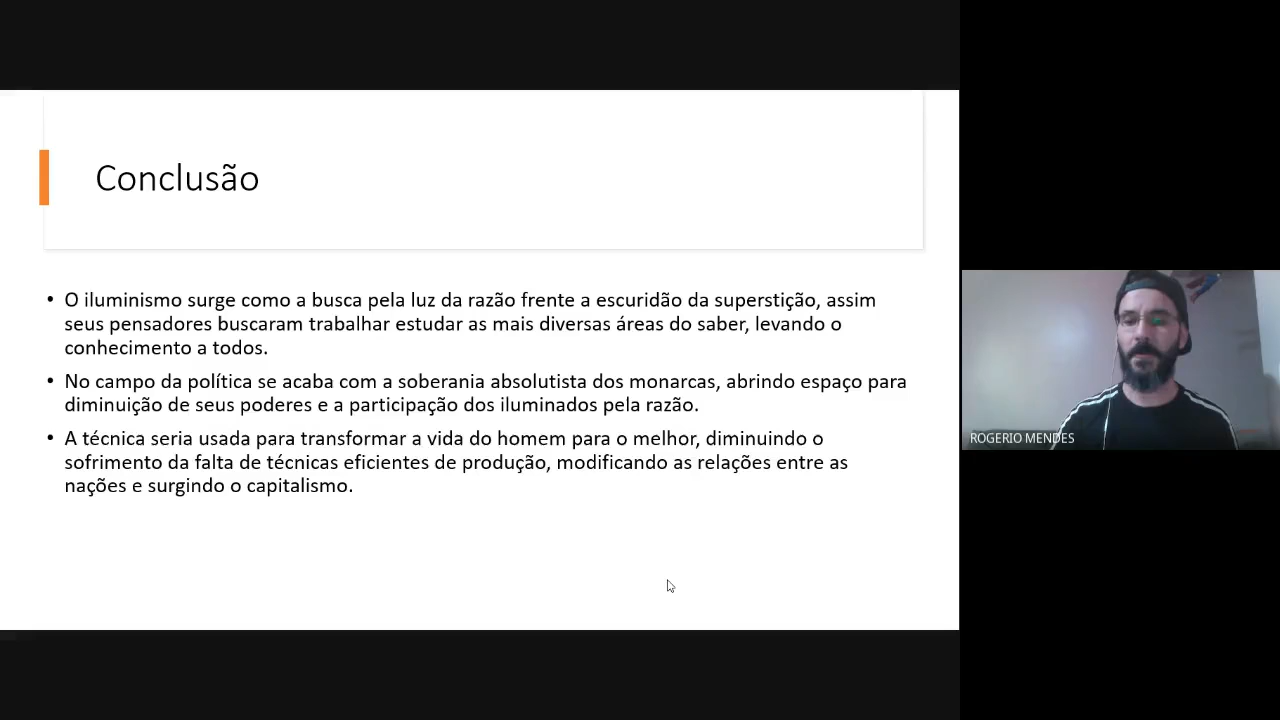 Conclusão
• O iluminismo surge como a busca pela luz da razão frente a escuridão da superstição, assim
seus pensadores buscaram trabalhar estudar as mais diversas áreas do saber, levando o
conhecimento a todos.
• No campo da política se acaba com a soberania absolutista dos monarcas, abrindo espaço para
diminuição de seus poderes e a participação dos iluminados pela razão.
• A técnica seria usada para transformar a vida do homem para o melhor, diminuindo o
sofrimento da falta de técnicas eficientes de produção, modificando as relações entre as
nações e surgindo o capitalismo.
ROGERIO MENDES